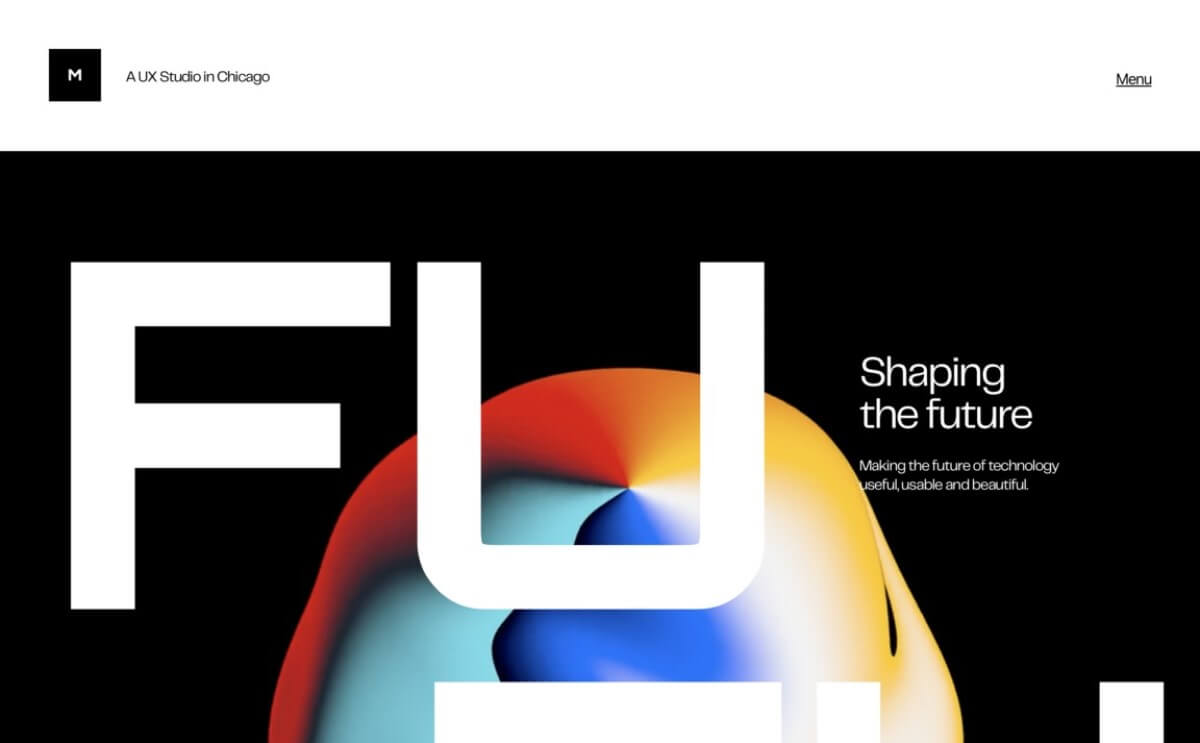 M
A UX Studio in Chicago
Menu
FU
Shaping
the future
Making the future of technology
useful, usable and beautiful.